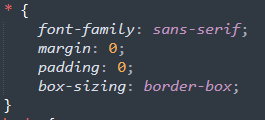 * {
font-family: sans-serif;
margin: 0;
padding: 0;
box-sizing: border-box;
}